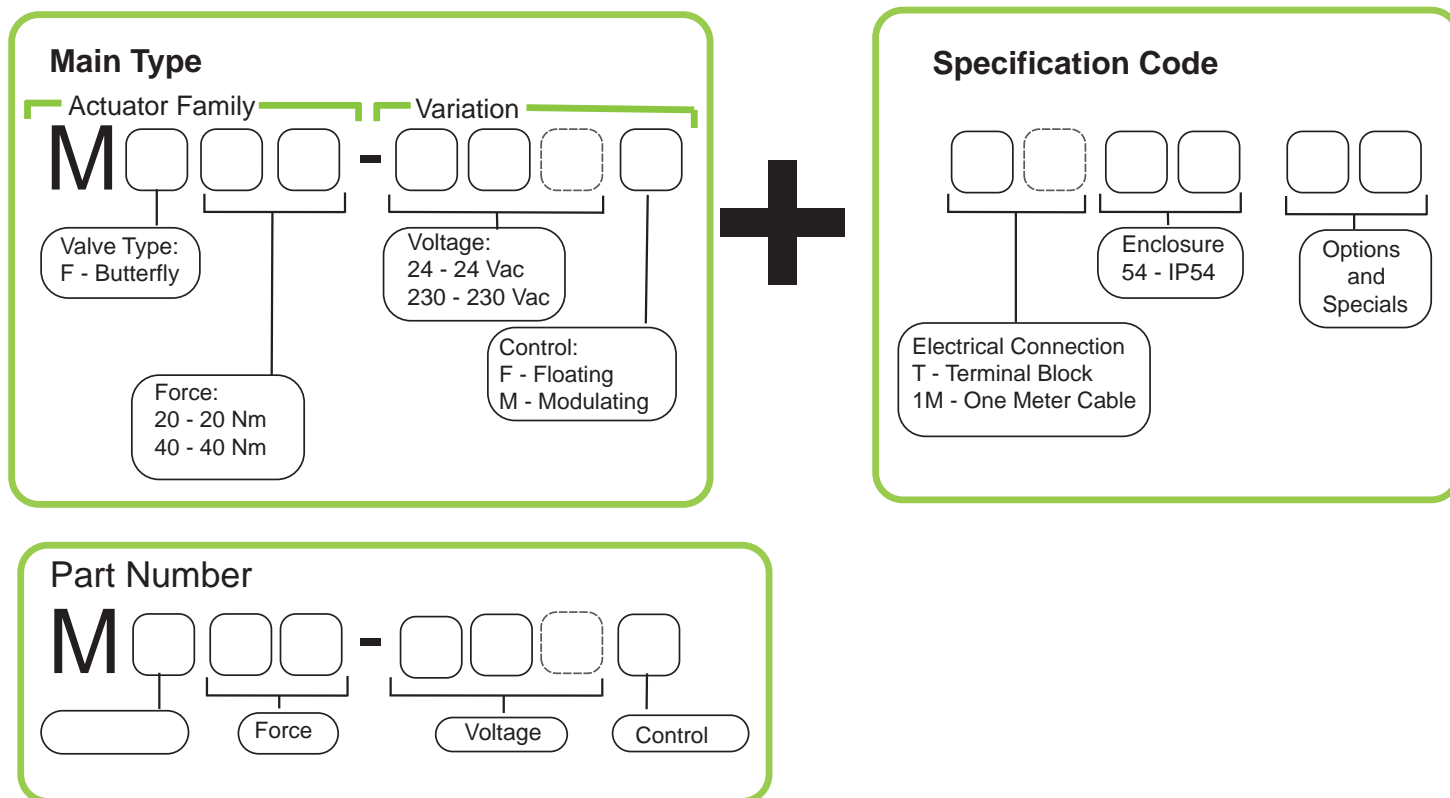 Main Type
Actuator Family
Variation
M
-
Valve Type:
F - Butterfly
Force:
20 - 20 Nm
40 - 40 Nm
Voltage:
24 - 24 Vac
230 - 230 Vac
Control:
F - Floating
M - Modulating
+
Specification Code
Electrical Connection
T - Terminal Block
1M - One Meter Cable
Enclosure
54 - IP54
Options
and
Specials
Part Number
M
-
Force
Voltage
Control